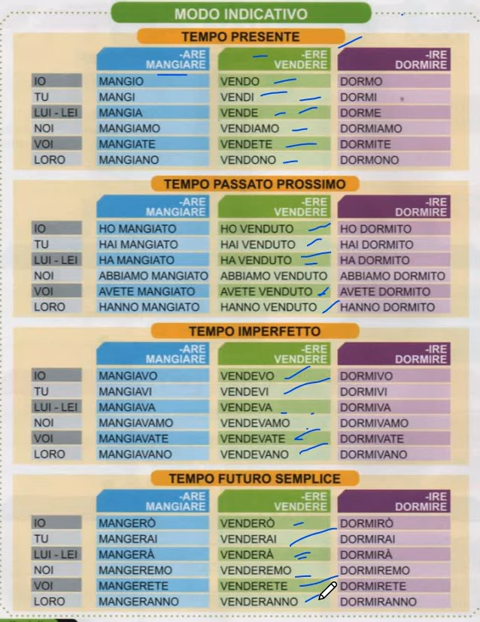 MODO INDICATIVO
TEMPO PRESENTE
-ARE MANGIARE -ERE VENDERE -IRE DORMIRE
IO MANGIO VENDO DORMO
TU MANGI VENDI DORMI
LUI - LEI MANGIA VENDE DORME
NOI MANGIAMO VENDIAMO DORMIAMO
VOI MANGIATE VENDETE DORMITE
LORO MANGIANO VENDONO DORMONO
TEMPO PASSATO PROSSIMO
-ARE MANGIARE -ERE VENDERE -IRE DORMIRE
IO HO MANGIATO HO VENDUTO HO DORMITO
TU HAI MANGIATO HAI VENDUTO HAI DORMITO
LUI - LEI HA MANGIATO HA VENDUTO HA DORMITO
NOI ABBIAMO MANGIATO ABBIAMO VENDUTO ABBIAMO DORMITO
VOI AVETE MANGIATO AVETE VENDUTO AVETE DORMITO
LORO HANNO MANGIATO HANNO VENDUTO HANNO DORMITO
TEMPO IMPERFETTO
-ARE MANGIARE -ERE VENDERE -IRE DORMIRE
IO MANGIAVO VENDEVO DORMIVO
TU MANGIAVI VENDEVI DORMIVI
LUI - LEI MANGIAVA VENDEVA DORMIVA
NOI MANGIAVAMO VENDEVAMO DORMIVAMO
VOI MANGIAVATE VENDEVATE DORMIVATE
LORO MANGIAVANO VENDEVANO DORMIVANO
TEMPO FUTURO SEMPLICE
-ARE MANGIARE -ERE VENDERE -IRE DORMIRE
IO MANGERÒ VENDERÒ DORMIRÒ
TU MANGERAI VENDERAI DORMIRAI
LUI - LEI MANGERÀ VENDERÀ DORMIRÀ
NOI MANGEREMO VENDEREMO DORMIREMO
VOI MANGERETE VENDERETE DORMIRETE
LORO MANGERANNO VENDERANNO DORMIRANNO